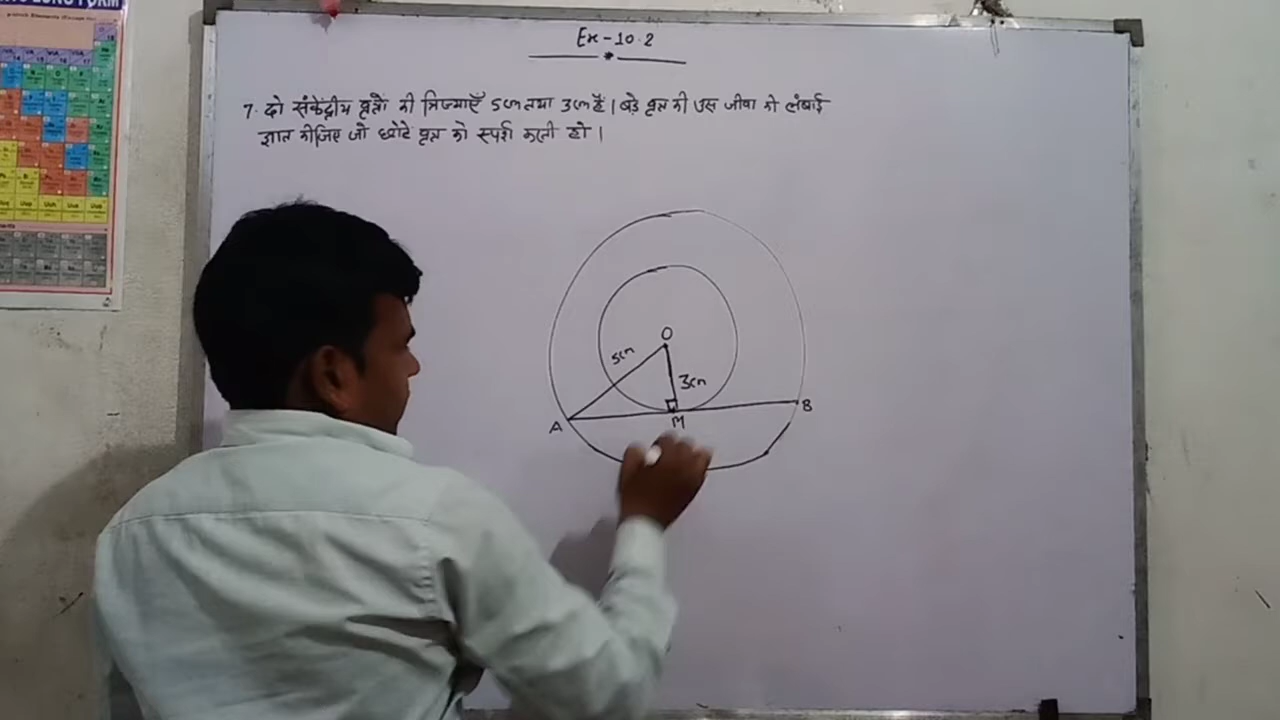 Ex-10.2
7. दो संकेंद्रीय वृत्तों की त्रिज्याएँ 5cm तथा 3cm हैं। बड़े वृत्त की उस जीवा की लंबाई
ज्ञात कीजिए जो छोटे वृत्त को स्पर्श करती हो।
O
5cm
3cm
A
M
B